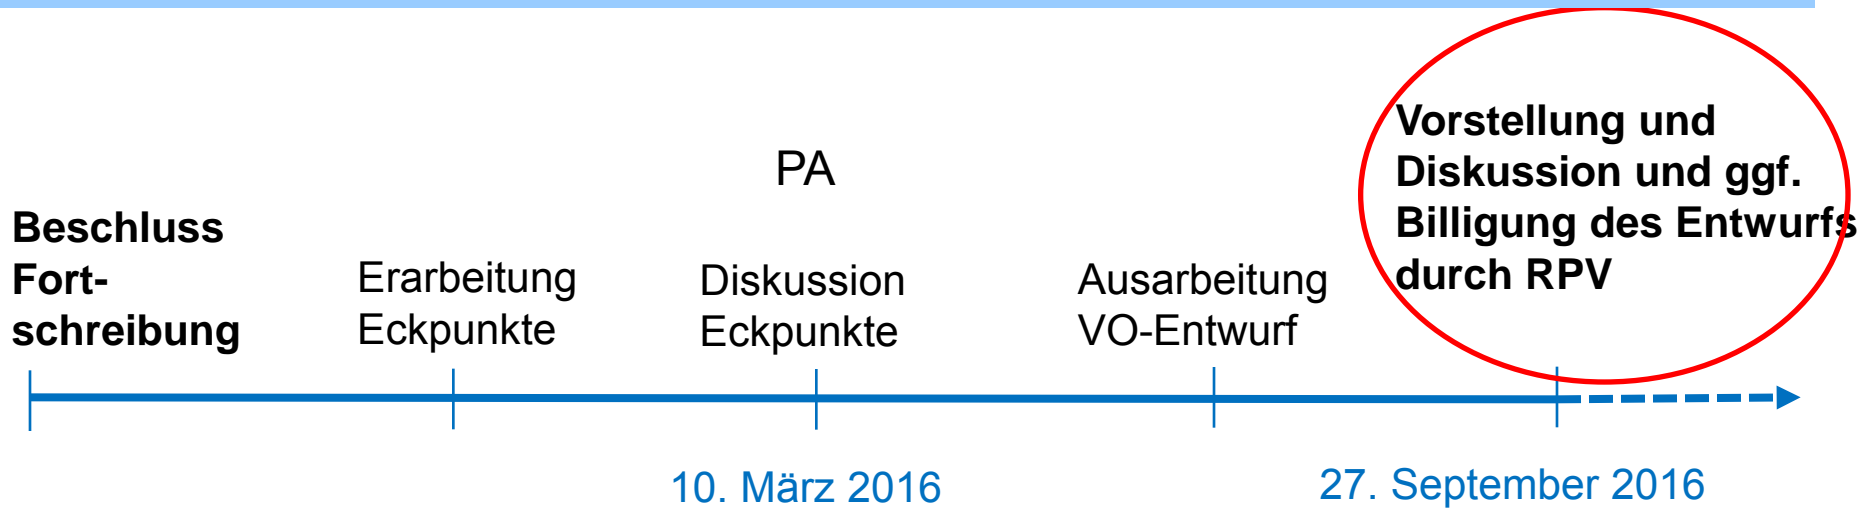 Beschluss
Fort-
schreibung
Erarbeitung
Eckpunkte
PA
Diskussion
Eckpunkte
Ausarbeitung
VO-Entwurf
Vorstellung und
Diskussion und ggf.
Billigung des Entwurfs
durch RPV
10. März 2016
27. September 2016